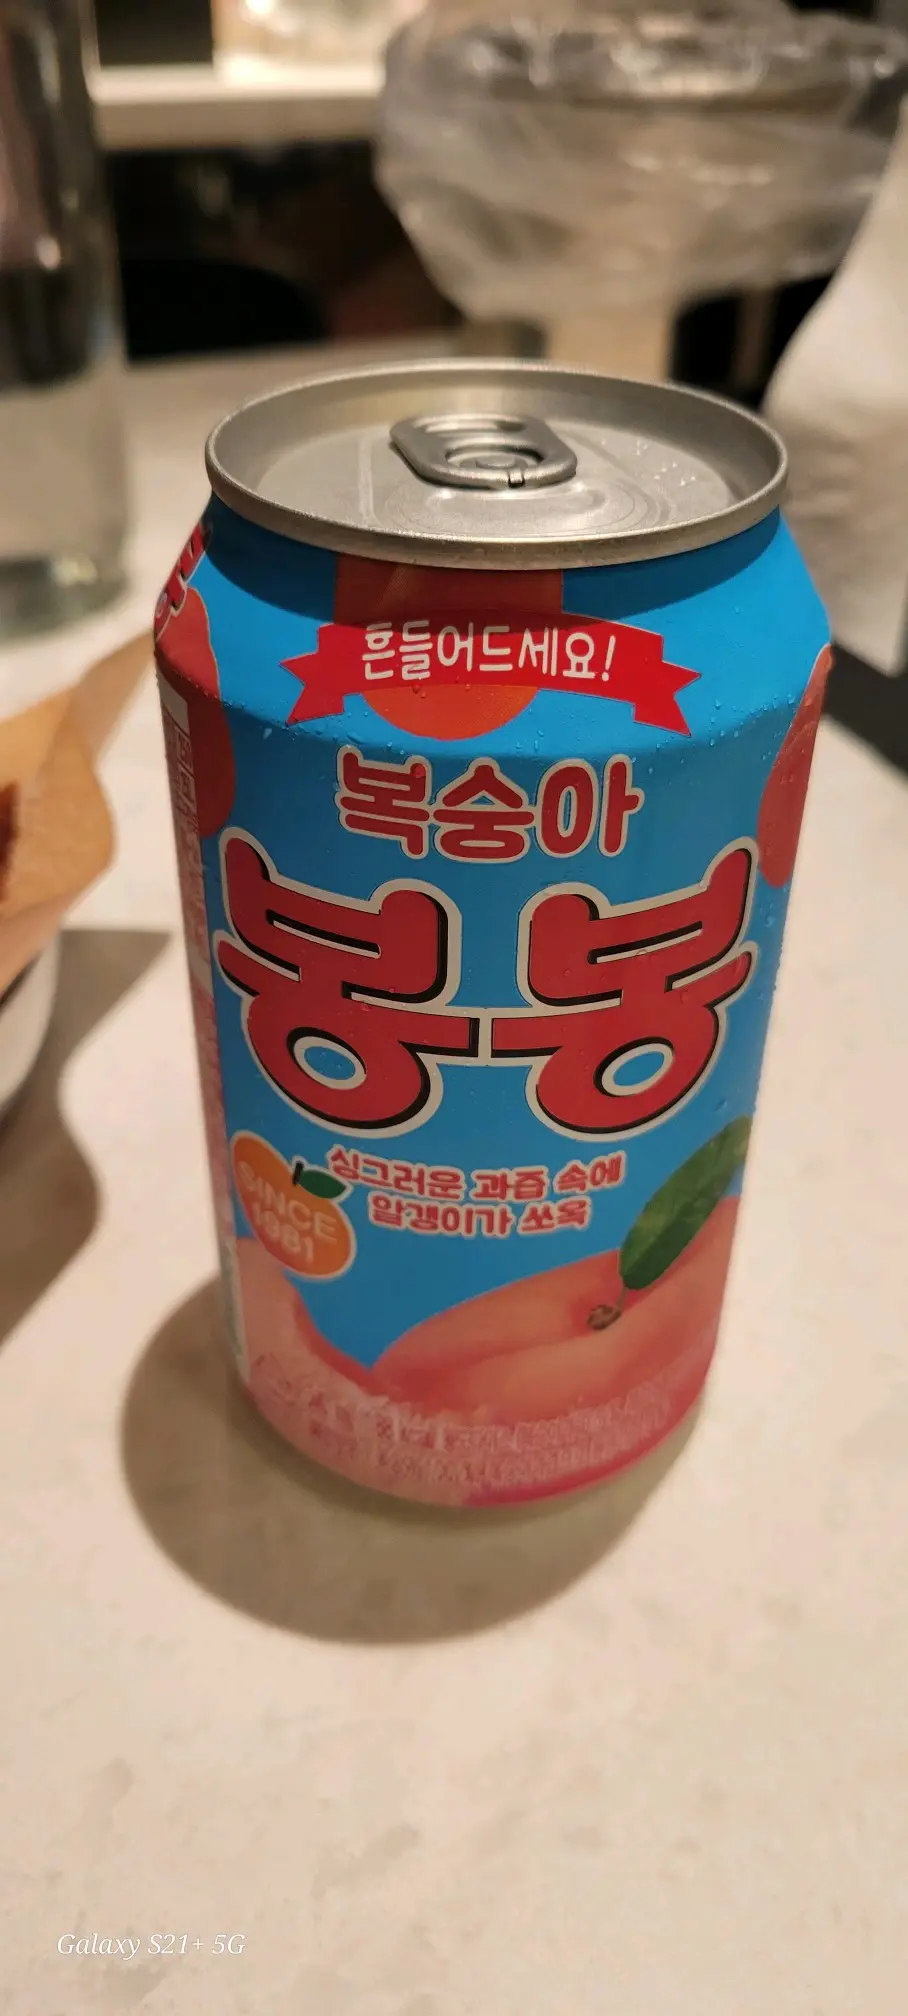 흔들어드세요!
복숭아
봉봉
싱그러운 과즙 속에
알갱이가 쏘옥
SINCE
1981
Galaxy S21+ 5G